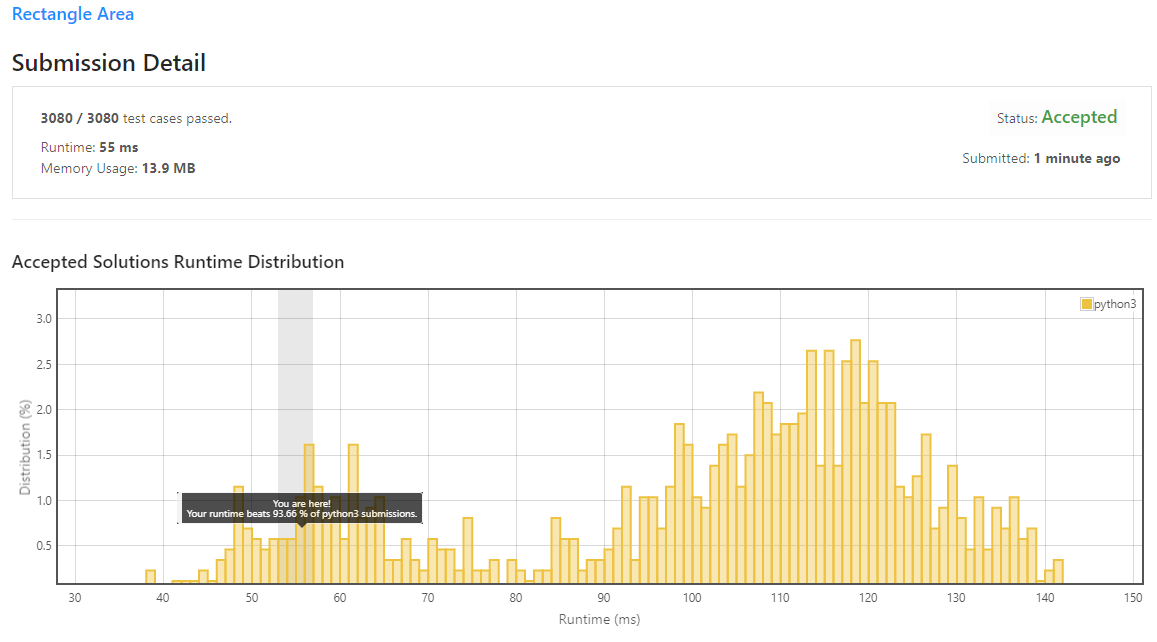 Rectangle Area
Submission Detail
3080 / 3080 test cases passed.
Status: Accepted
Runtime: 55 ms
Submitted: 1 minute ago
Memory Usage: 13.9 MB
Accepted Solutions Runtime Distribution
python3
3.0
2.5
2.0
1.5
1.0
0.5
Distribution (%)
You are here!
Your runtime beats 93.66 % of python3 submissions.
30 40 50 60 70 80 90 100 110 120 130 140 150
Runtime (ms)